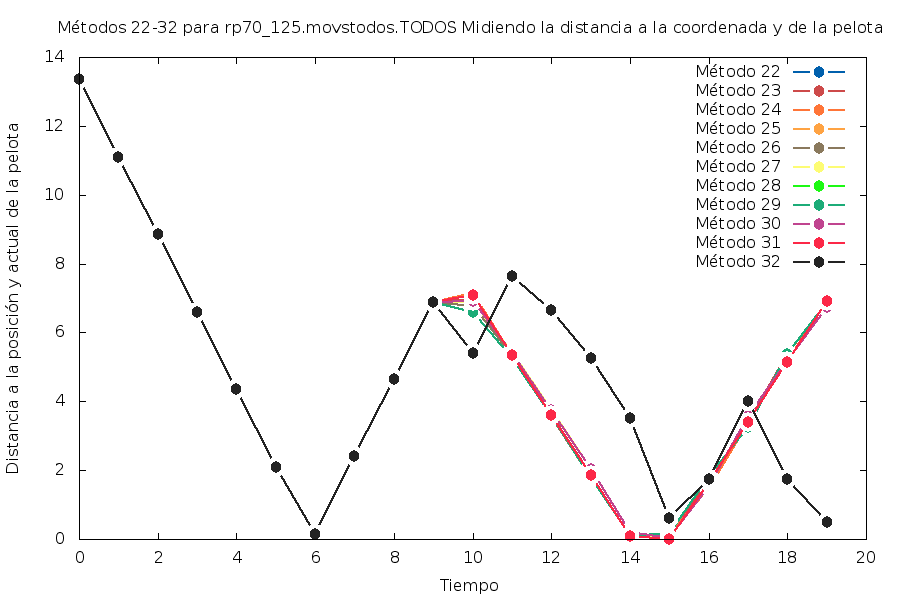 Métodos 22-32 para rp70_125.movstodos.TODOS Midiendo la distancia a la coordenada y de la pelota
Distancia a la posición y actual de la pelota
14
12
10
8
6
4
2
0
Método 22
Método 23
Método 24
Método 25
Método 26
Método 27
Método 28
Método 29
Método 30
Método 31
Método 32
0 2 4 6 8 10 12 14 16 18 20
Tiempo